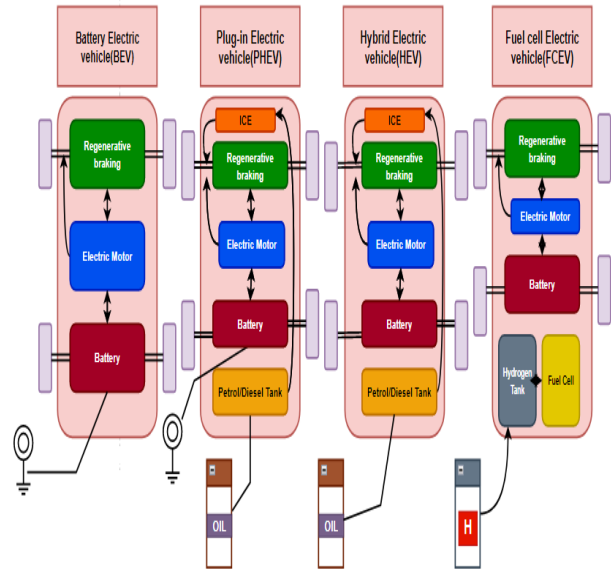 Battery Electric
vehicle(BEV)
Plug-in Electric
vehicle(PHEV)
Hybrid Electric
vehicle(HEV)
Fuel cell Electric
vehicle(FCEV)
Regenerative
braking
Electric Motor
Battery
ICE
Regenerative
braking
Electric Motor
Battery
Petrol/Diesel Tank
OIL
ICE
Regenerative
braking
Electric Motor
Battery
Petrol/Diesel Tank
OIL
Regenerative
braking
Electric Motor
Battery
Hydrogen
Tank
Fuel Cell
H